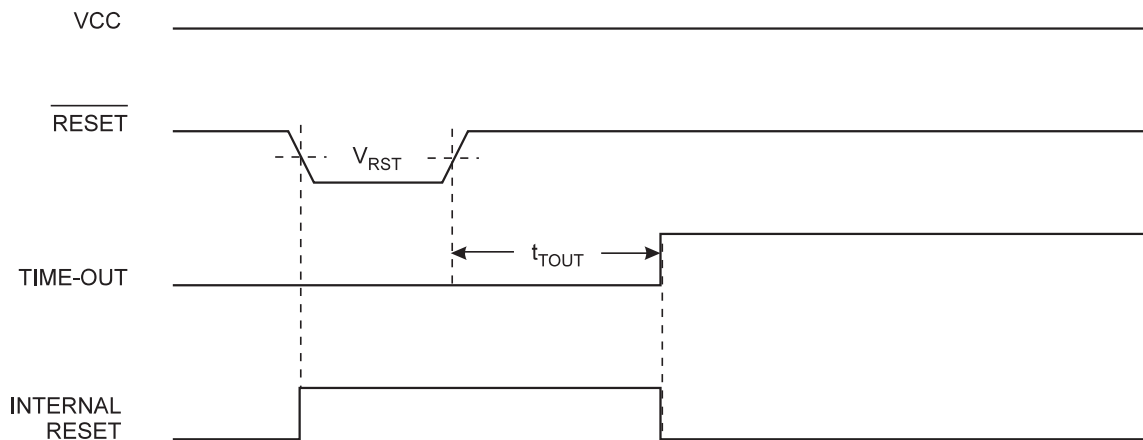 VCC
RESET
V_RST
t_TOUT
TIME-OUT
INTERNAL
RESET